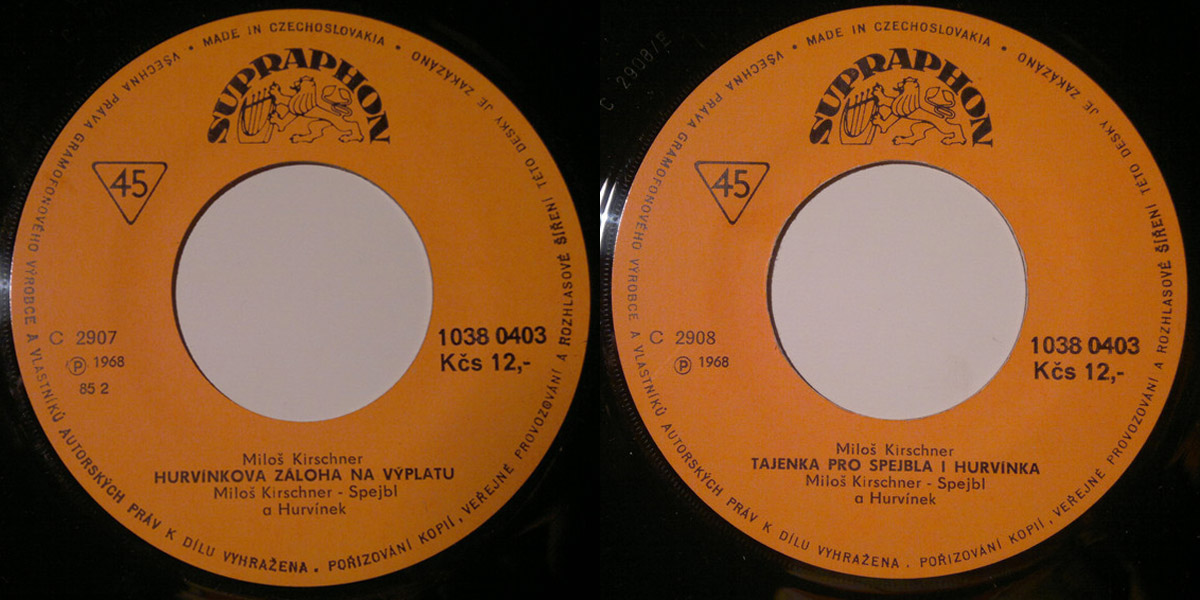 VŠECHNA PRÁVA GRAMOFONOVÉHO VÝROBCE A VLASTNÍKŮ AUTORSKÝCH PRÁV K DÍLU VYHRAŽENA. POŘIZOVÁNÍ KOPIÍ, VEŘEJNÉ PROVOZOVÁNÍ A ROZHLASOVÉ ŠÍŘENÍ TÉTO DESKY JE ZAKÁZÁNO
• MADE IN CZECHOSLOVAKIA •
SUPRAPHON
45
C 2907
Ⓟ 1968
85 2
1038 0403
Kčs 12,-
Miloš Kirschner
HURVÍNKOVA ZÁLOHA NA VÝPLATU
Miloš Kirschner - Spejbl
a Hurvínek
C 2908/E
VŠECHNA PRÁVA GRAMOFONOVÉHO VÝROBCE A VLASTNÍKŮ AUTORSKÝCH PRÁV K DÍLU VYHRAŽENA. POŘIZOVÁNÍ KOPIÍ, VEŘEJNÉ PROVOZOVÁNÍ A ROZHLASOVÉ ŠÍŘENÍ TÉTO DESKY JE ZAKÁZÁNO
• MADE IN CZECHOSLOVAKIA •
SUPRAPHON
45
C 2908
Ⓟ 1968
1038 0403
Kčs 12,-
Miloš Kirschner
TAJENKA PRO SPEJBLA I HURVÍNKA
Miloš Kirschner - Spejbl
a Hurvínek